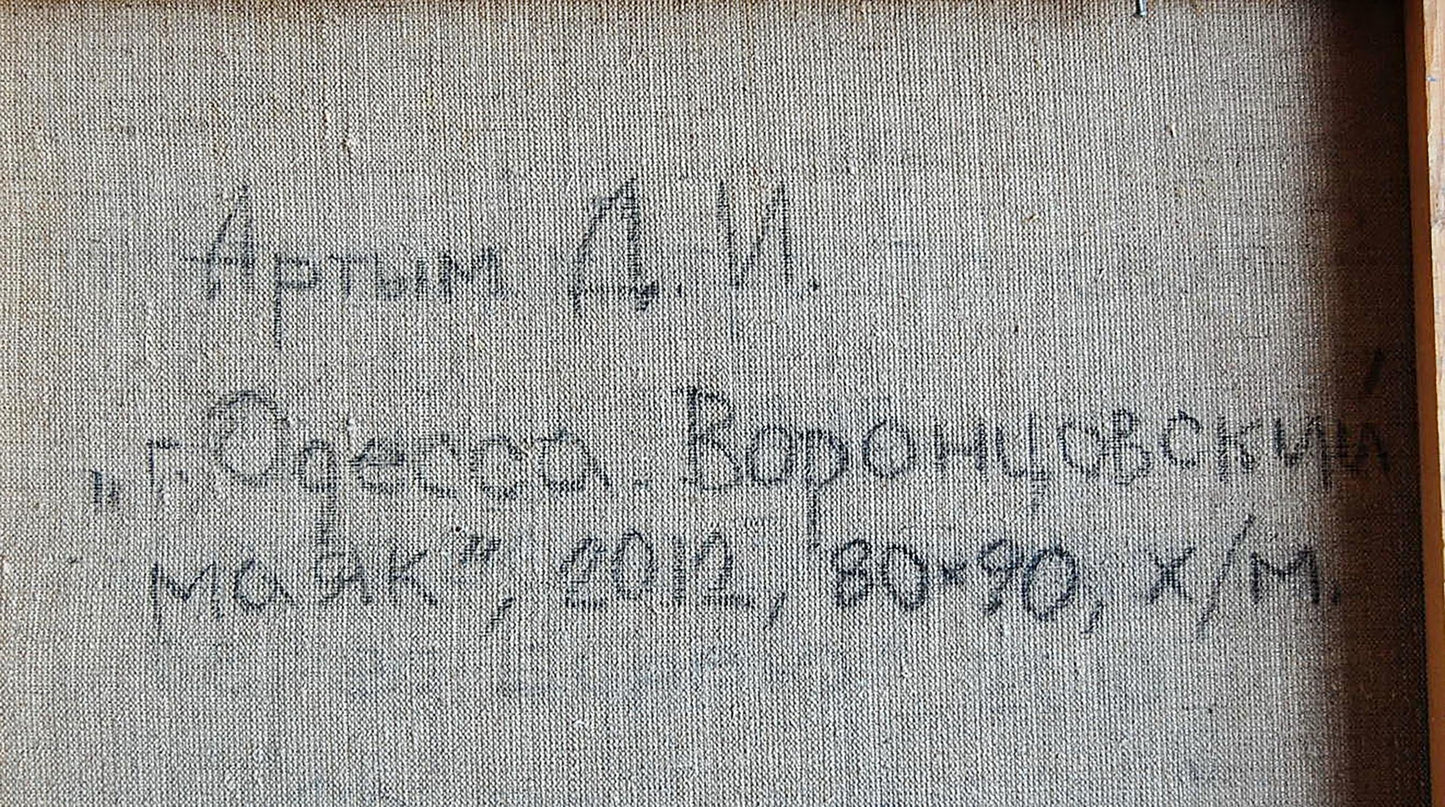 Артым Д. И.
"г. Одесса. Воронцовский
маяк", 2012, 80×90, х/м.